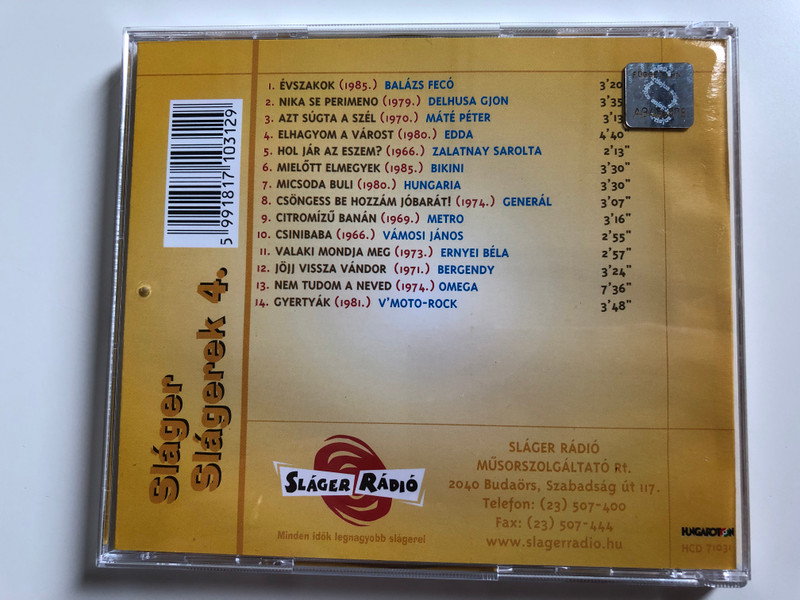 1. ÉVSZAKOK (1985.) BALÁZS FECÓ 3'20
2. NIKA SE PERIMENO (1979.) DELHUSA GJON 3'35
3. AZT SÚGTA A SZÉL (1970.) MÁTÉ PÉTER 3'13
4. ELHAGYOM A VÁROST (1980.) EDDA 4'40"
5. HOL JÁR AZ ESZEM? (1966.) ZALATNAY SAROLTA 2'13"
6. MIELŐTT ELMEGYEK (1985.) BIKINI 3'30"
7. MICSODA BULI (1980.) HUNGARIA 3'30"
8. CSÖNGESS BE HOZZÁM JÓBARÁT! (1974.) GENERÁL 3'07"
9. CITROMÍZŰ BANÁN (1969.) METRO 3'16"
10. CSINIBABA (1966.) VÁMOSI JÁNOS 2'55"
11. VALAKI MONDJA MEG (1973.) ERNYEI BÉLA 2'57"
12. JÖJJ VISSZA VÁNDOR (1971.) BERGENDY 3'24"
13. NEM TUDOM A NEVED (1974.) OMEGA 7'36"
14. GYERTYÁK (1981.) V'MOTO-ROCK 3'48"
5991817103129
Sláger
Slágerek 4.
SLÁGER RÁDIÓ
Minden idők legnagyobb slágerei
SLÁGER RÁDIÓ
MŰSORSZOLGÁLTATÓ Rt.
2040 Budaörs, Szabadság út 117.
Telefon: (23) 507-400
Fax: (23) 507-444
www.slagerradio.hu
HUNGAROTON